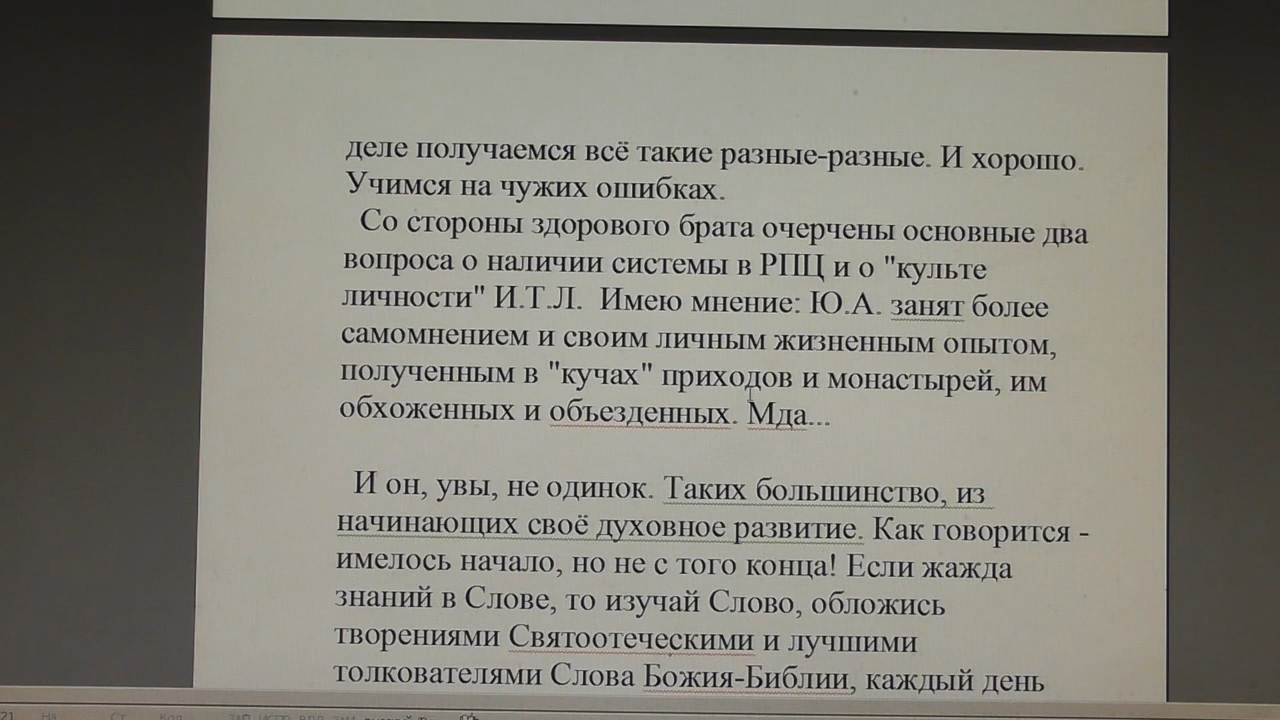 деле получаемся всё такие разные-разные. И хорошо.
Учимся на чужих ошибках.
Со стороны здорового брата очерчены основные два
вопроса о наличии системы в РПЦ и о "культе
личности" И.Т.Л. Имею мнение: Ю.А. занят более
самомнением и своим личным жизненным опытом,
полученным в "кучах" приходов и монастырей, им
обхоженных и объезденных. Мда...
И он, увы, не одинок. Таких большинство, из
начинающих своё духовное развитие. Как говорится -
имелось начало, но не с того конца! Если жажда
знаний в Слове, то изучай Слово, обложись
творениями Святоотеческими и лучшими
толкователями Слова Божия-Библии, каждый день
21